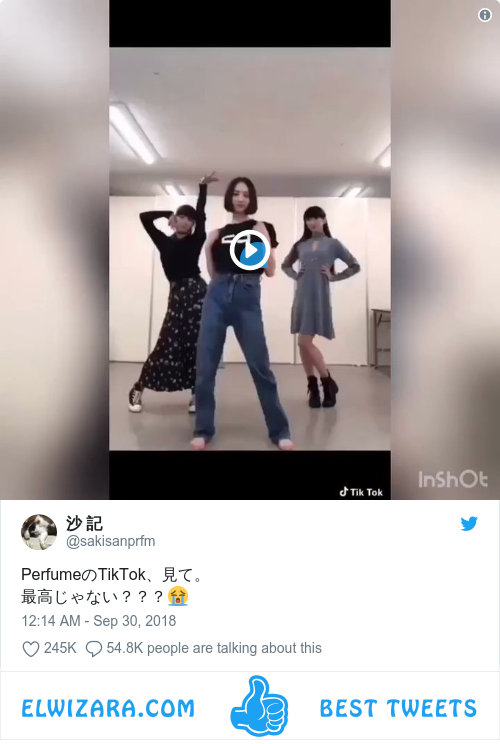 Tik Tok
InShOt
沙 記
@sakisanprfm
PerfumeのTikTok、見て。
最高じゃない？？？😭
12:14 AM - Sep 30, 2018
245K 54.8K people are talking about this
ELWIZARA.COM BEST TWEETS